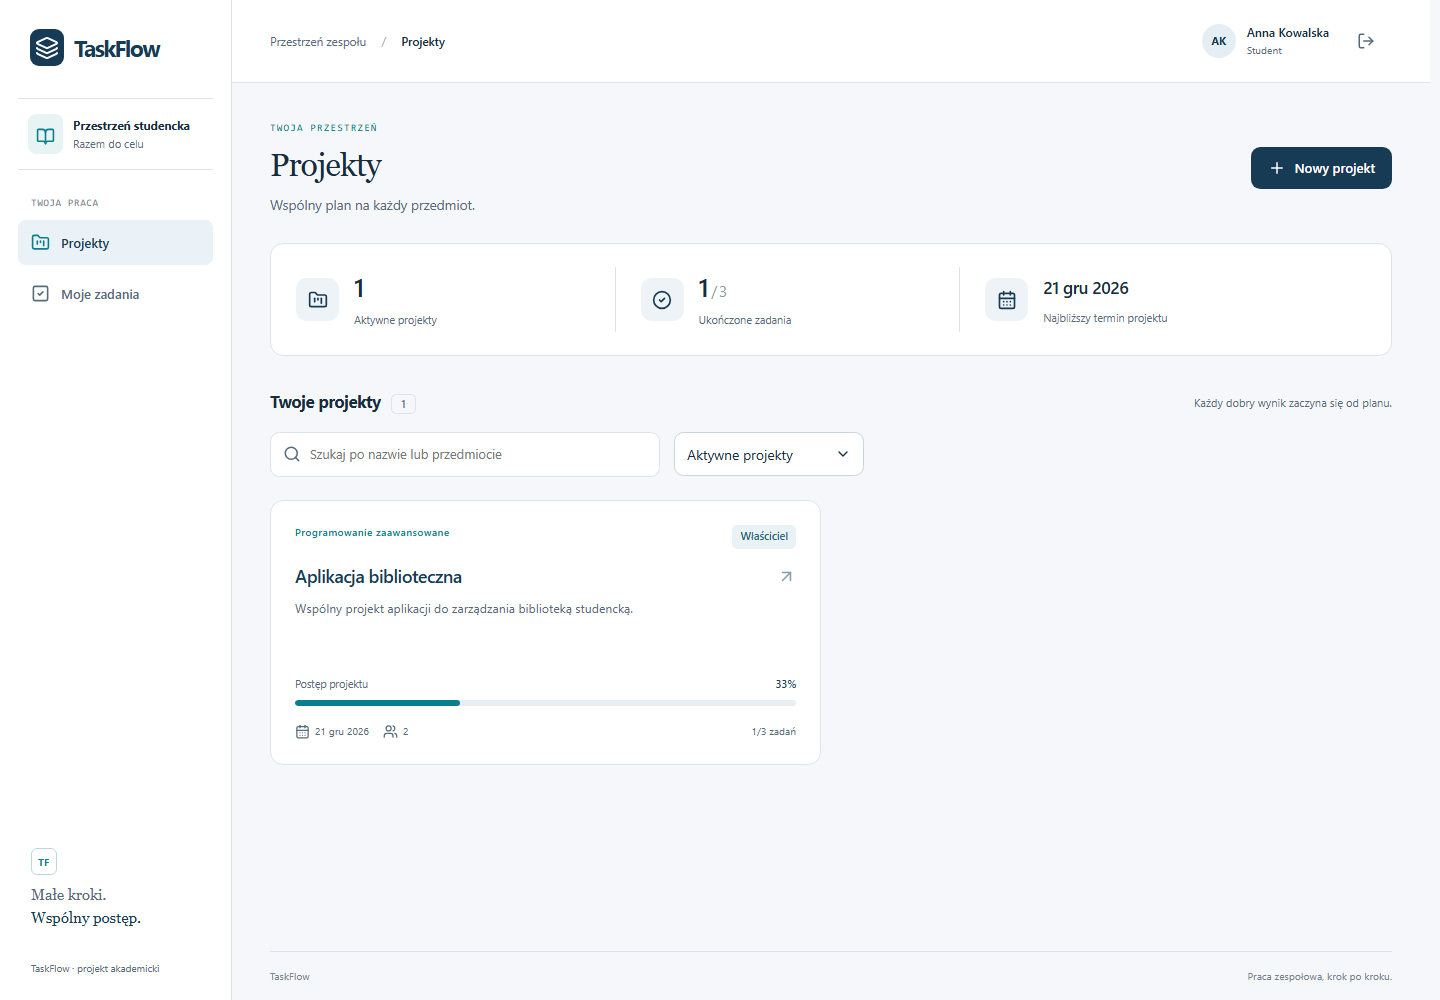 TaskFlow
Przestrzeń studencka
Razem do celu
TWOJA PRACA
Projekty
Moje zadania
TF
Małe kroki.
Wspólny postęp.
TaskFlow · projekt akademicki
Przestrzeń zespołu / Projekty
AK
Anna Kowalska
Student
TWOJA PRZESTRZEŃ
Projekty
Wspólny plan na każdy przedmiot.
Nowy projekt
1
Aktywne projekty
1/3
Ukończone zadania
21 gru 2026
Najbliższy termin projektu
Twoje projekty 1
Każdy dobry wynik zaczyna się od planu.
Szukaj po nazwie lub przedmiocie
Aktywne projekty
Programowanie zaawansowane
Właściciel
Aplikacja biblioteczna
Wspólny projekt aplikacji do zarządzania biblioteką studencką.
Postęp projektu 33%
21 gru 2026 2 1/3 zadań
TaskFlow
Praca zespołowa, krok po kroku.